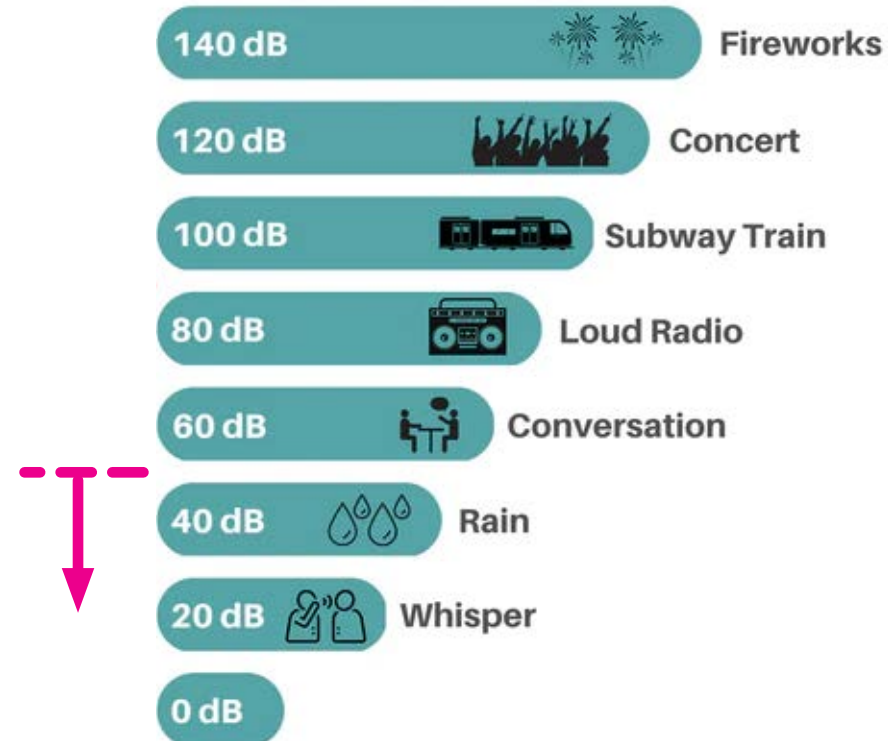 140 dB Fireworks
120 dB Concert
100 dB Subway Train
80 dB Loud Radio
60 dB Conversation
40 dB Rain
20 dB Whisper
0 dB